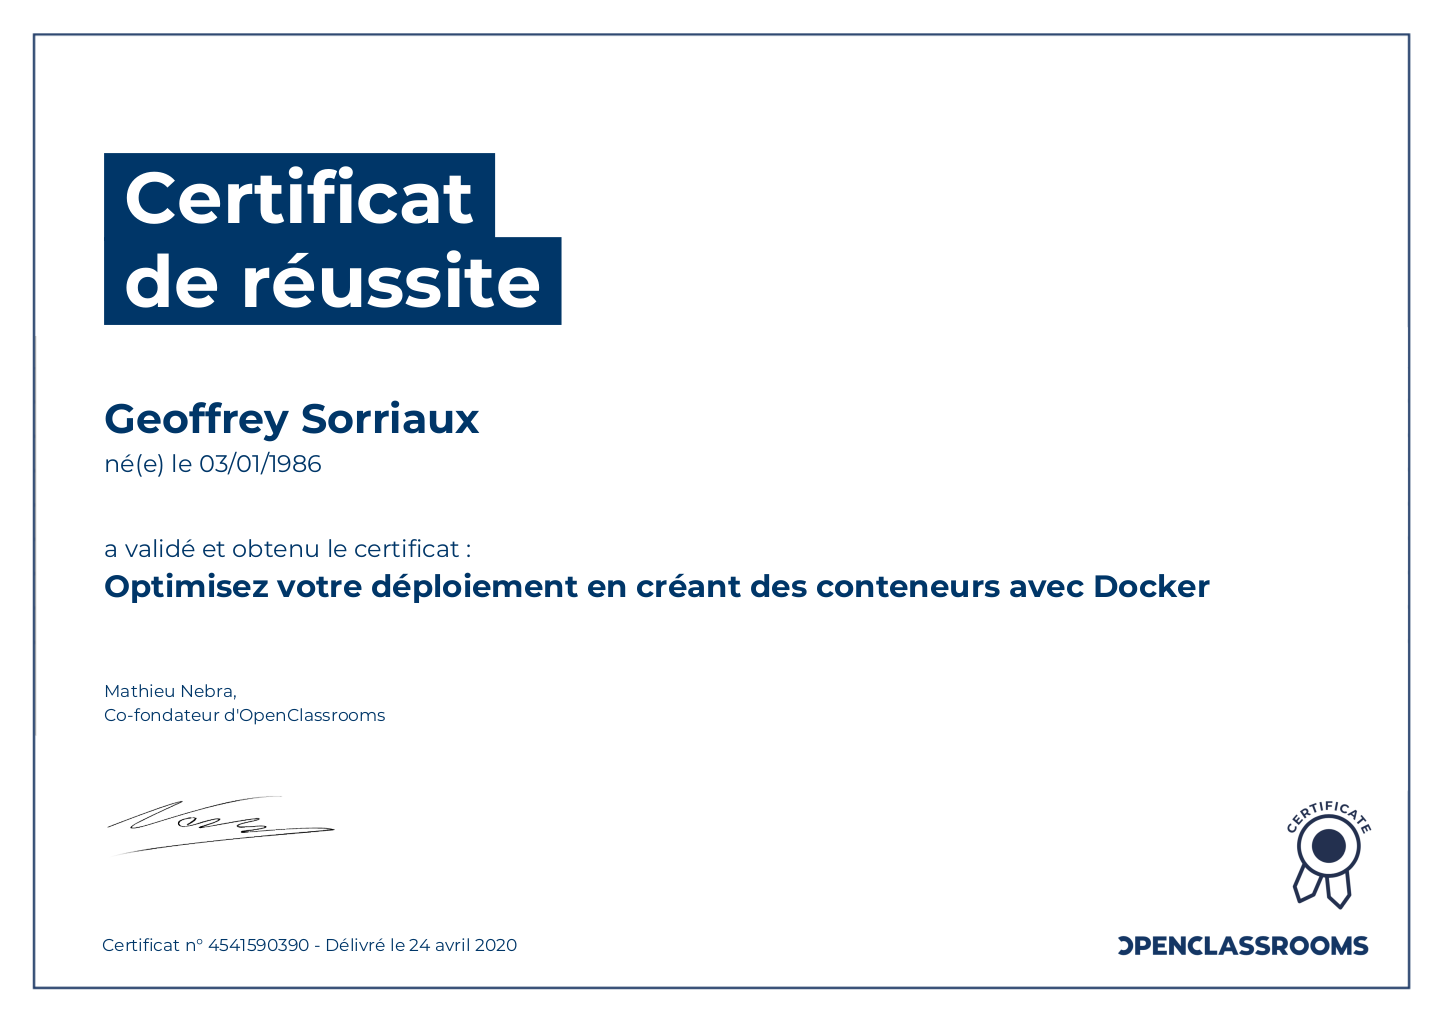 Certificat
de réussite
Geoffrey Sorriaux
né(e) le 03/01/1986
a validé et obtenu le certificat :
Optimisez votre déploiement en créant des conteneurs avec Docker
Mathieu Nebra,
Co-fondateur d'OpenClassrooms
CERTIFICATE
Certificat n° 4541590390 - Délivré le 24 avril 2020
OPENCLASSROOMS